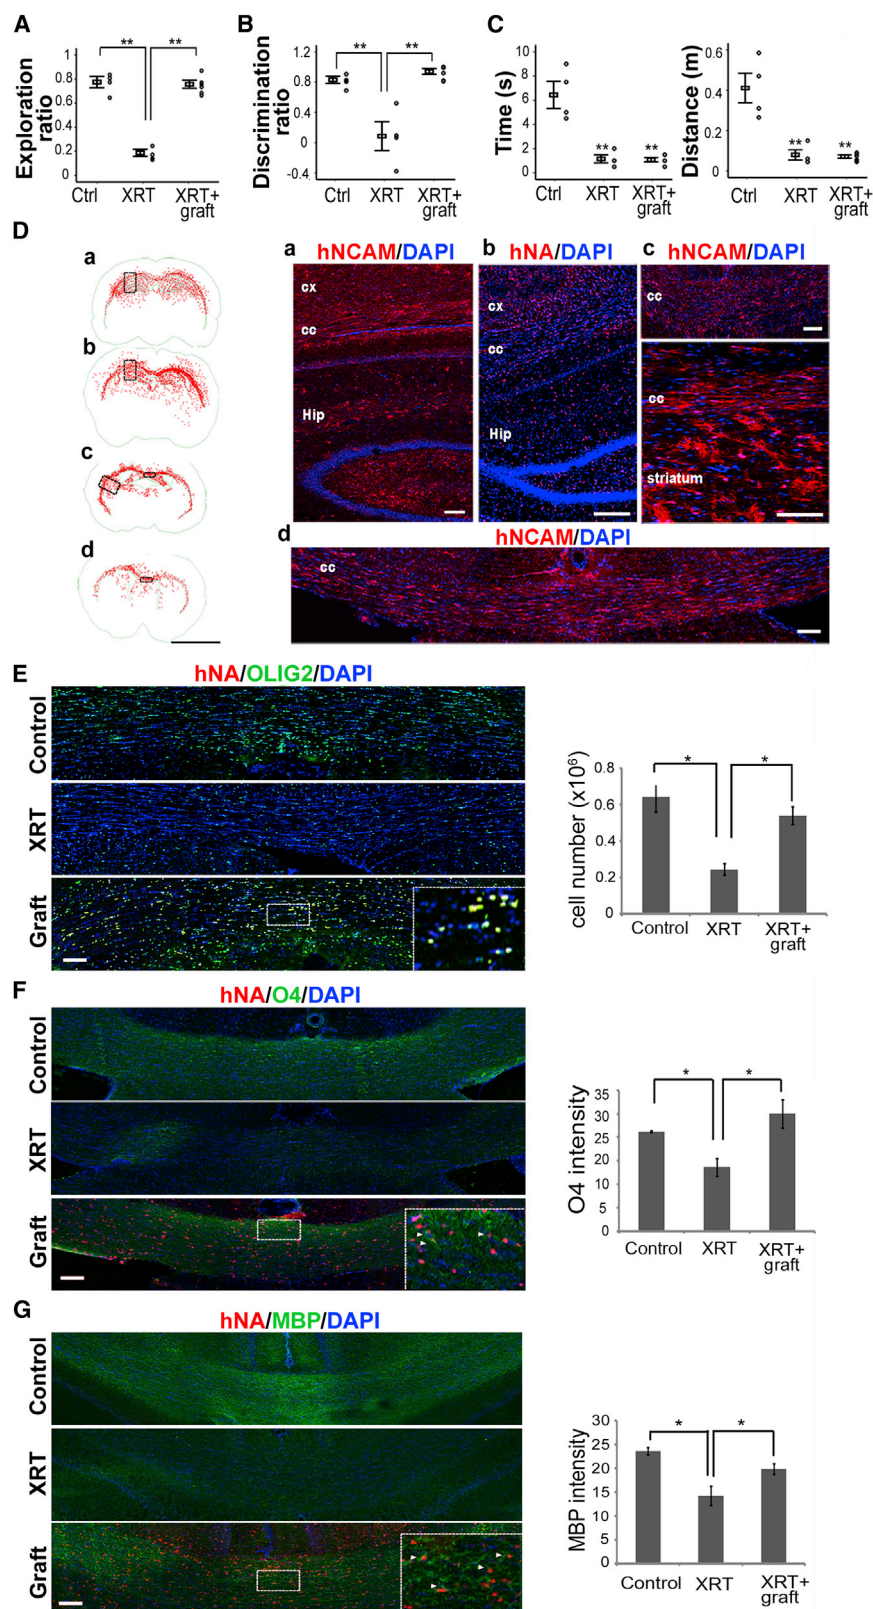 A
B
C
Exploration
ratio
1
0.8
0.6
0.4
0.2
0
**
**
Ctrl
XRT
XRT+
graft
Discrimination
ratio
1.2
0.8
0.4
0
-0.4
**
**
Ctrl
XRT
XRT+
graft
Time (s)
10
8
6
4
2
0
**
**
Ctrl
XRT
XRT+
graft
Distance (m)
0.6
0.4
0.2
0
**
**
Ctrl
XRT
XRT+
graft
D
a
b
c
d
a
hNCAM/DAPI
cx
cc
Hip
b
hNA/DAPI
cx
cc
Hip
c
hNCAM/DAPI
cc
cc
striatum
d
hNCAM/DAPI
cc
E
hNA/OLIG2/DAPI
Control
XRT
Graft
cell number (x10⁶)
0.8
0.6
0.4
0.2
0
*
*
Control
XRT
XRT+
graft
F
hNA/O4/DAPI
Control
XRT
Graft
O4 intensity
35
30
25
20
15
10
5
0
*
*
Control
XRT
XRT+
graft
G
hNA/MBP/DAPI
Control
XRT
Graft
MBP intensity
30
25
20
15
10
5
0
*
*
Control
XRT
XRT+
graft